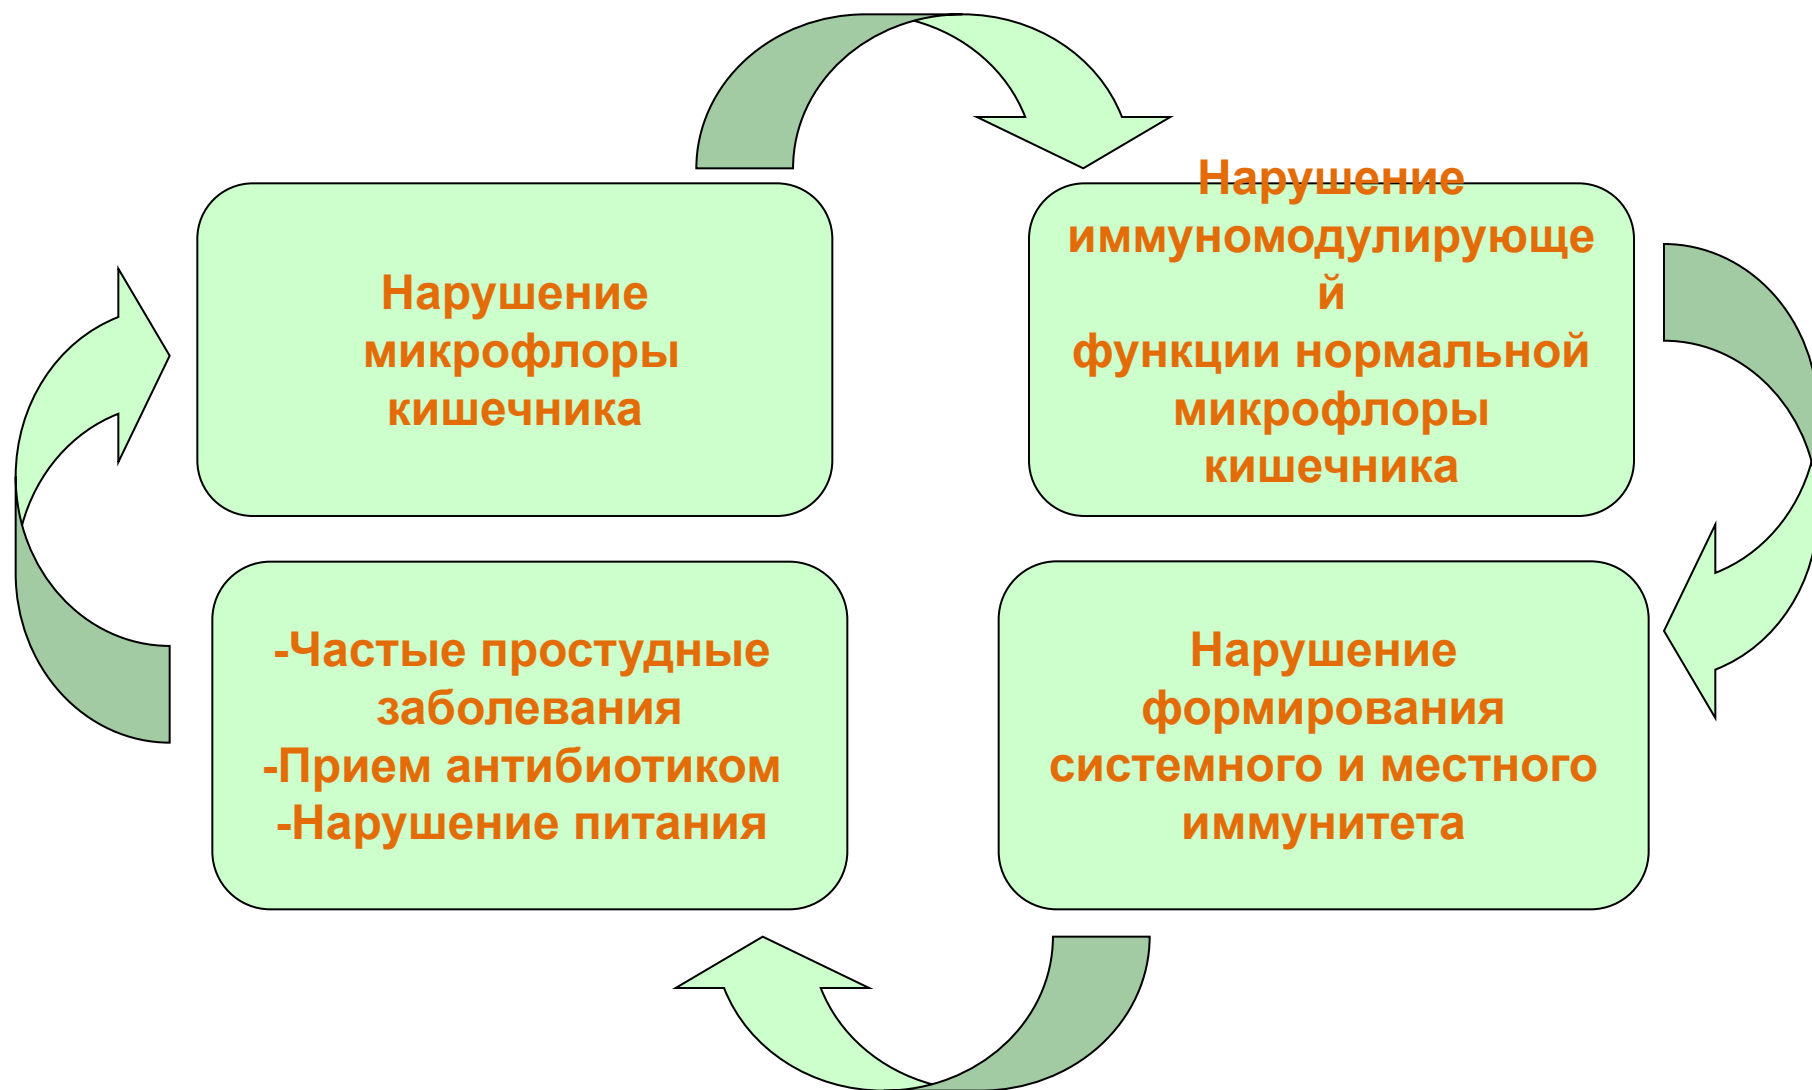 Нарушение
микрофлоры
кишечника
Нарушение
иммуномодулирующе
й
функции нормальной
микрофлоры
кишечника
-Частые простудные
заболевания
-Прием антибиотиком
-Нарушение питания
Нарушение
формирования
системного и местного
иммунитета